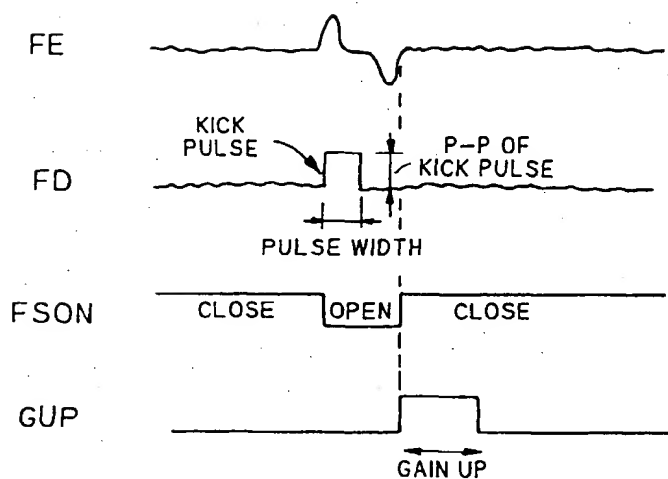 FE
KICK
PULSE
P-P OF
KICK PULSE
FD
PULSE WIDTH
FSON
CLOSE
OPEN
CLOSE
GUP
GAIN UP